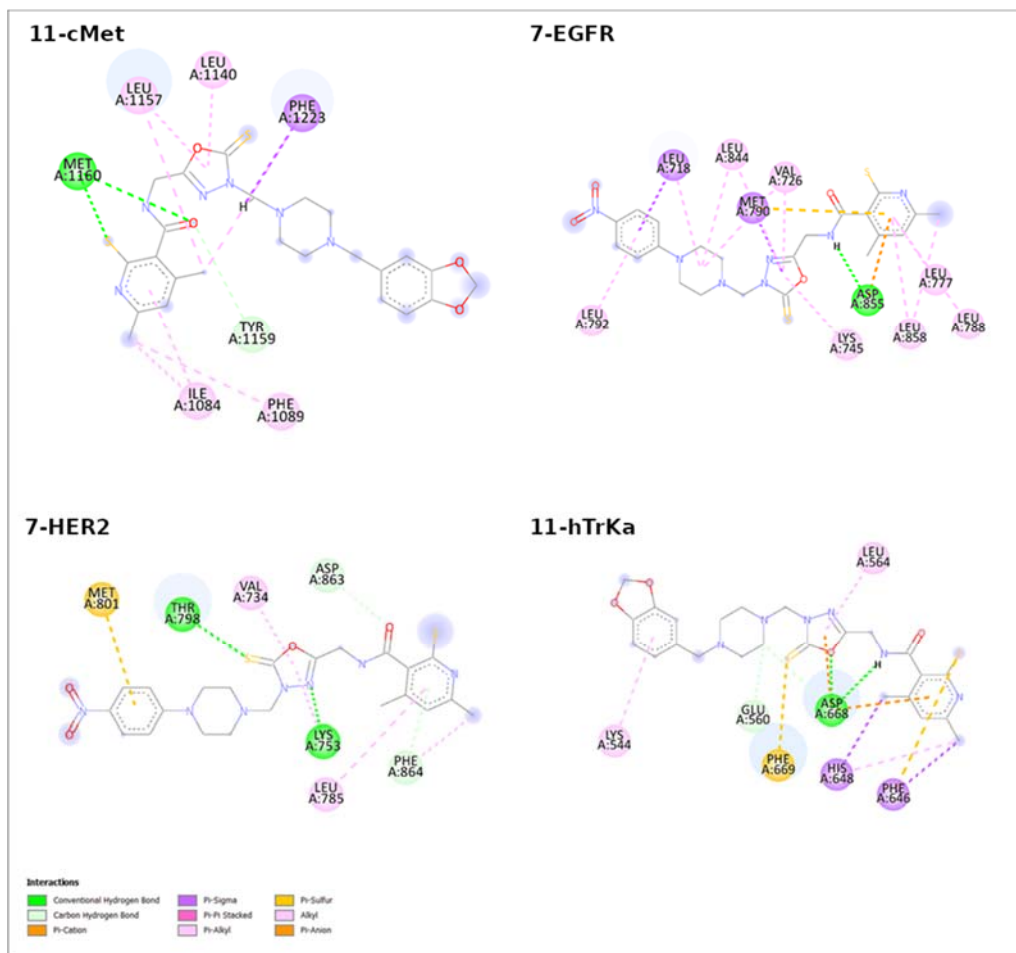 11-cMet
LEU
A:1140
LEU
A:1157
PHE
A:1223
MET
A:1160
O
S
N
N
N
H
H
O
N
N
N
S
O
O
TYR
A:1159
ILE
A:1084
PHE
A:1089
7-EGFR
LEU
A:718
LEU
A:844
VAL
A:726
MET
A:790
O
N
O
N
N
N
N
O
S
O
NH
H
S
N
LEU
A:777
ASP
A:855
LEU
A:788
LEU
A:792
LYS
A:745
LEU
A:858
7-HER2
ASP
A:863
MET
A:801
THR
A:798
VAL
A:734
O
N
O
N
N
S
O
N
N
NH
O
S
N
LYS
A:753
PHE
A:864
LEU
A:785
11-hTrKa
LEU
A:564
O
O
N
N
N
N
O
S
NH
H
O
S
N
GLU
A:560
ASP
A:668
LYS
A:544
PHE
A:669
HIS
A:648
PHE
A:646
Interactions
Conventional Hydrogen Bond
Carbon Hydrogen Bond
Pi-Cation
Pi-Sigma
Pi-Pi Stacked
Pi-Alkyl
Pi-Sulfur
Alkyl
Pi-Anion